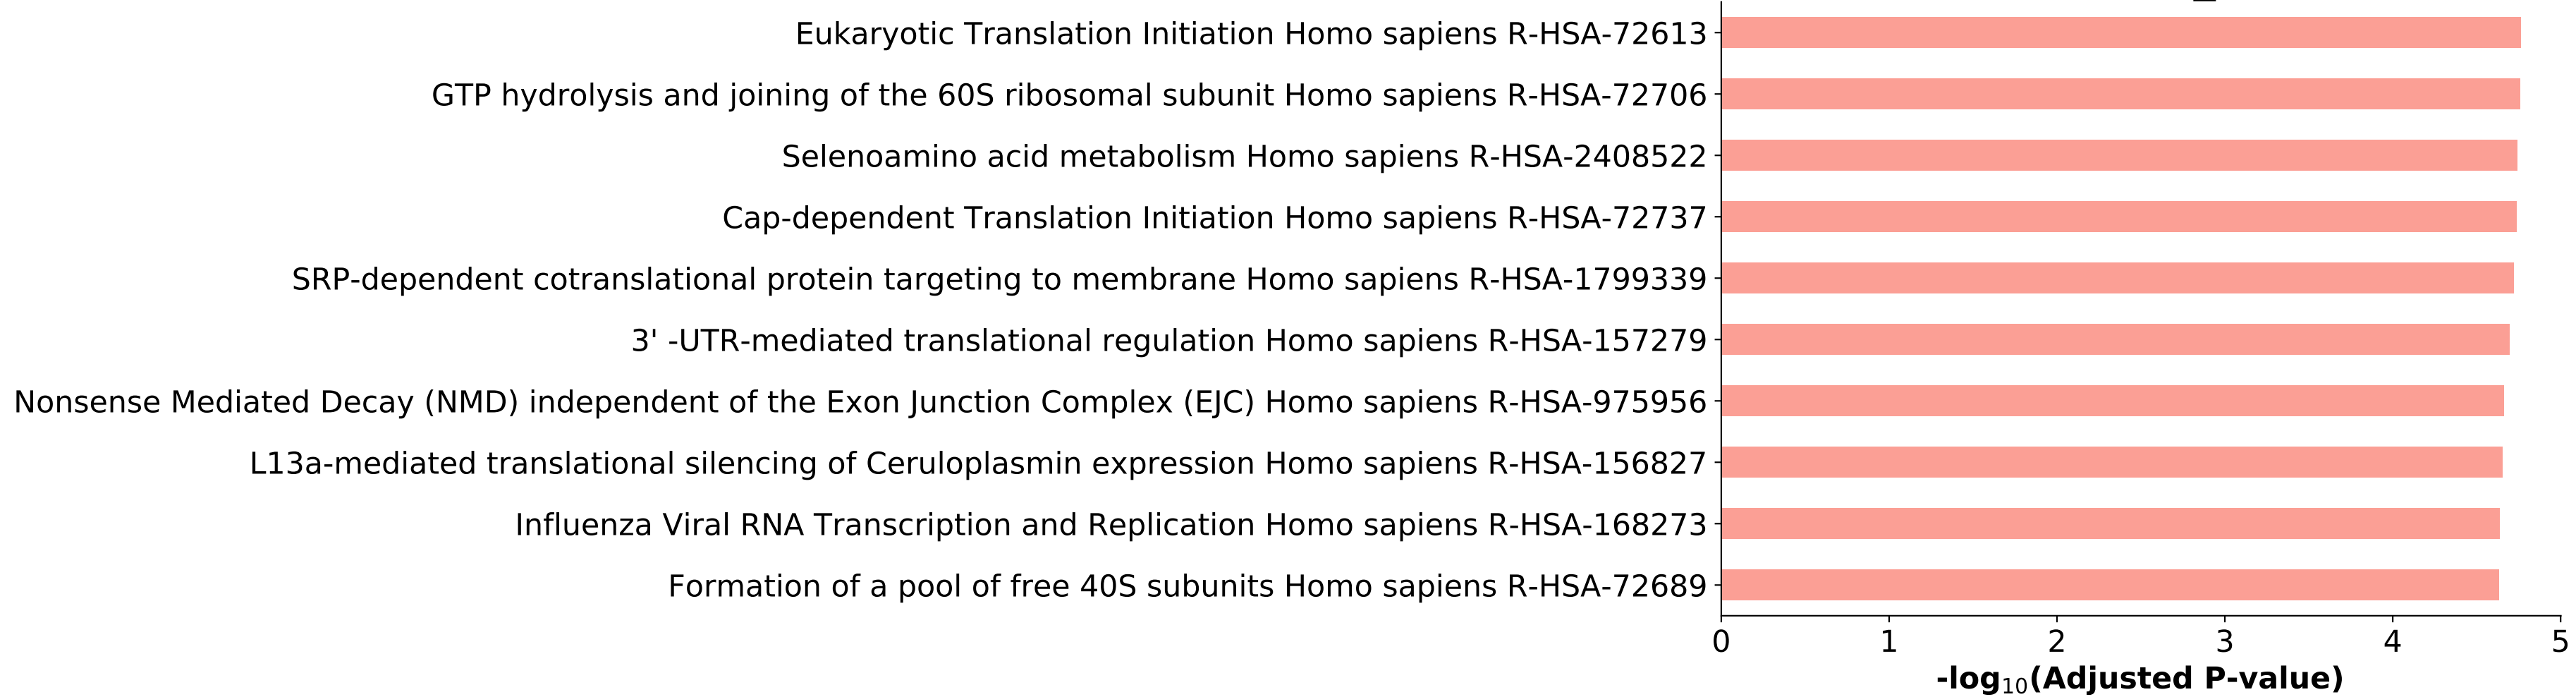 Eukaryotic Translation Initiation Homo sapiens R-HSA-72613
GTP hydrolysis and joining of the 60S ribosomal subunit Homo sapiens R-HSA-72706
Selenoamino acid metabolism Homo sapiens R-HSA-2408522
Cap-dependent Translation Initiation Homo sapiens R-HSA-72737
SRP-dependent cotranslational protein targeting to membrane Homo sapiens R-HSA-1799339
3' -UTR-mediated translational regulation Homo sapiens R-HSA-157279
Nonsense Mediated Decay (NMD) independent of the Exon Junction Complex (EJC) Homo sapiens R-HSA-975956
L13a-mediated translational silencing of Ceruloplasmin expression Homo sapiens R-HSA-156827
Influenza Viral RNA Transcription and Replication Homo sapiens R-HSA-168273
Formation of a pool of free 40S subunits Homo sapiens R-HSA-72689
0 1 2 3 4 5
-log₁₀(Adjusted P-value)